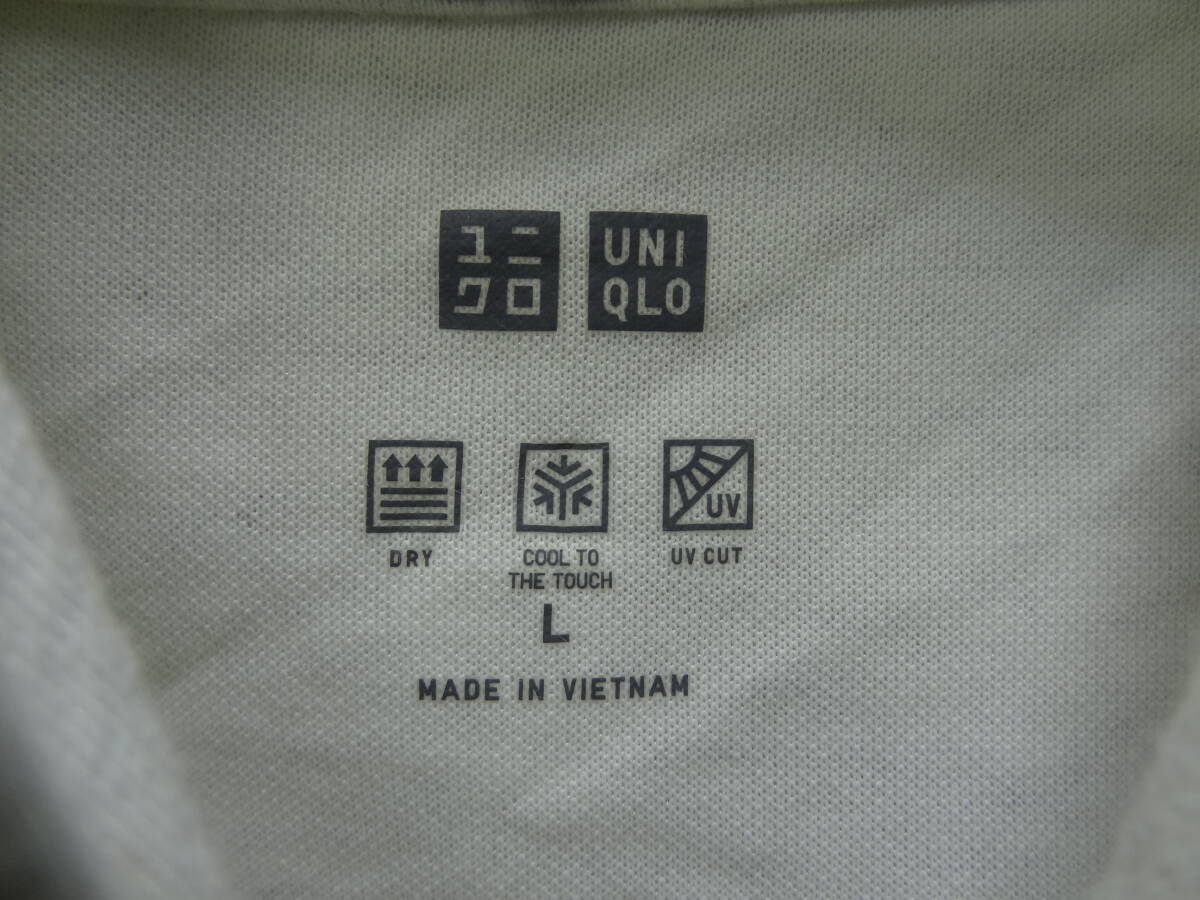 ユニ
クロ
UNI
QLO
UV
DRY
COOL TO
THE TOUCH
UV CUT
L
MADE IN VIETNAM